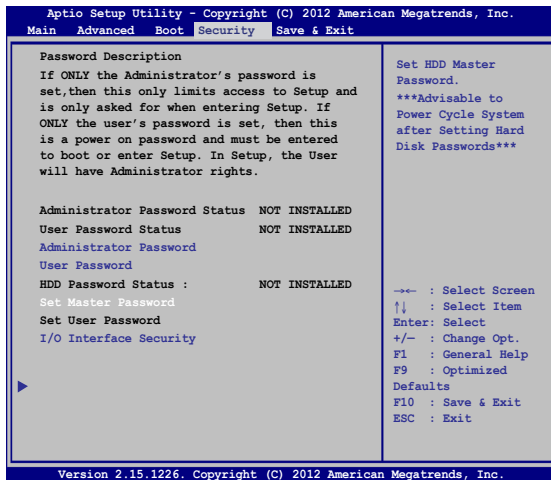 Aptio Setup Utility - Copyright (C) 2012 American Megatrends, Inc.
Main Advanced Boot Security Save & Exit
Password Description
If ONLY the Administrator's password is
set,then this only limits access to Setup and
is only asked for when entering Setup. If
ONLY the user's password is set, then this
is a power on password and must be entered
to boot or enter Setup. In Setup, the User
will have Administrator rights.
Administrator Password Status NOT INSTALLED
User Password Status NOT INSTALLED
Administrator Password
User Password
HDD Password Status : NOT INSTALLED
Set Master Password
Set User Password
I/O Interface Security
Set HDD Master
Password.
***Advisable to
Power Cycle System
after Setting Hard
Disk Passwords***
→← : Select Screen
↑↓ : Select Item
Enter: Select
+/— : Change Opt.
F1 : General Help
F9 : Optimized
Defaults
F10 : Save & Exit
ESC : Exit
Version 2.15.1226. Copyright (C) 2012 American Megatrends, Inc.